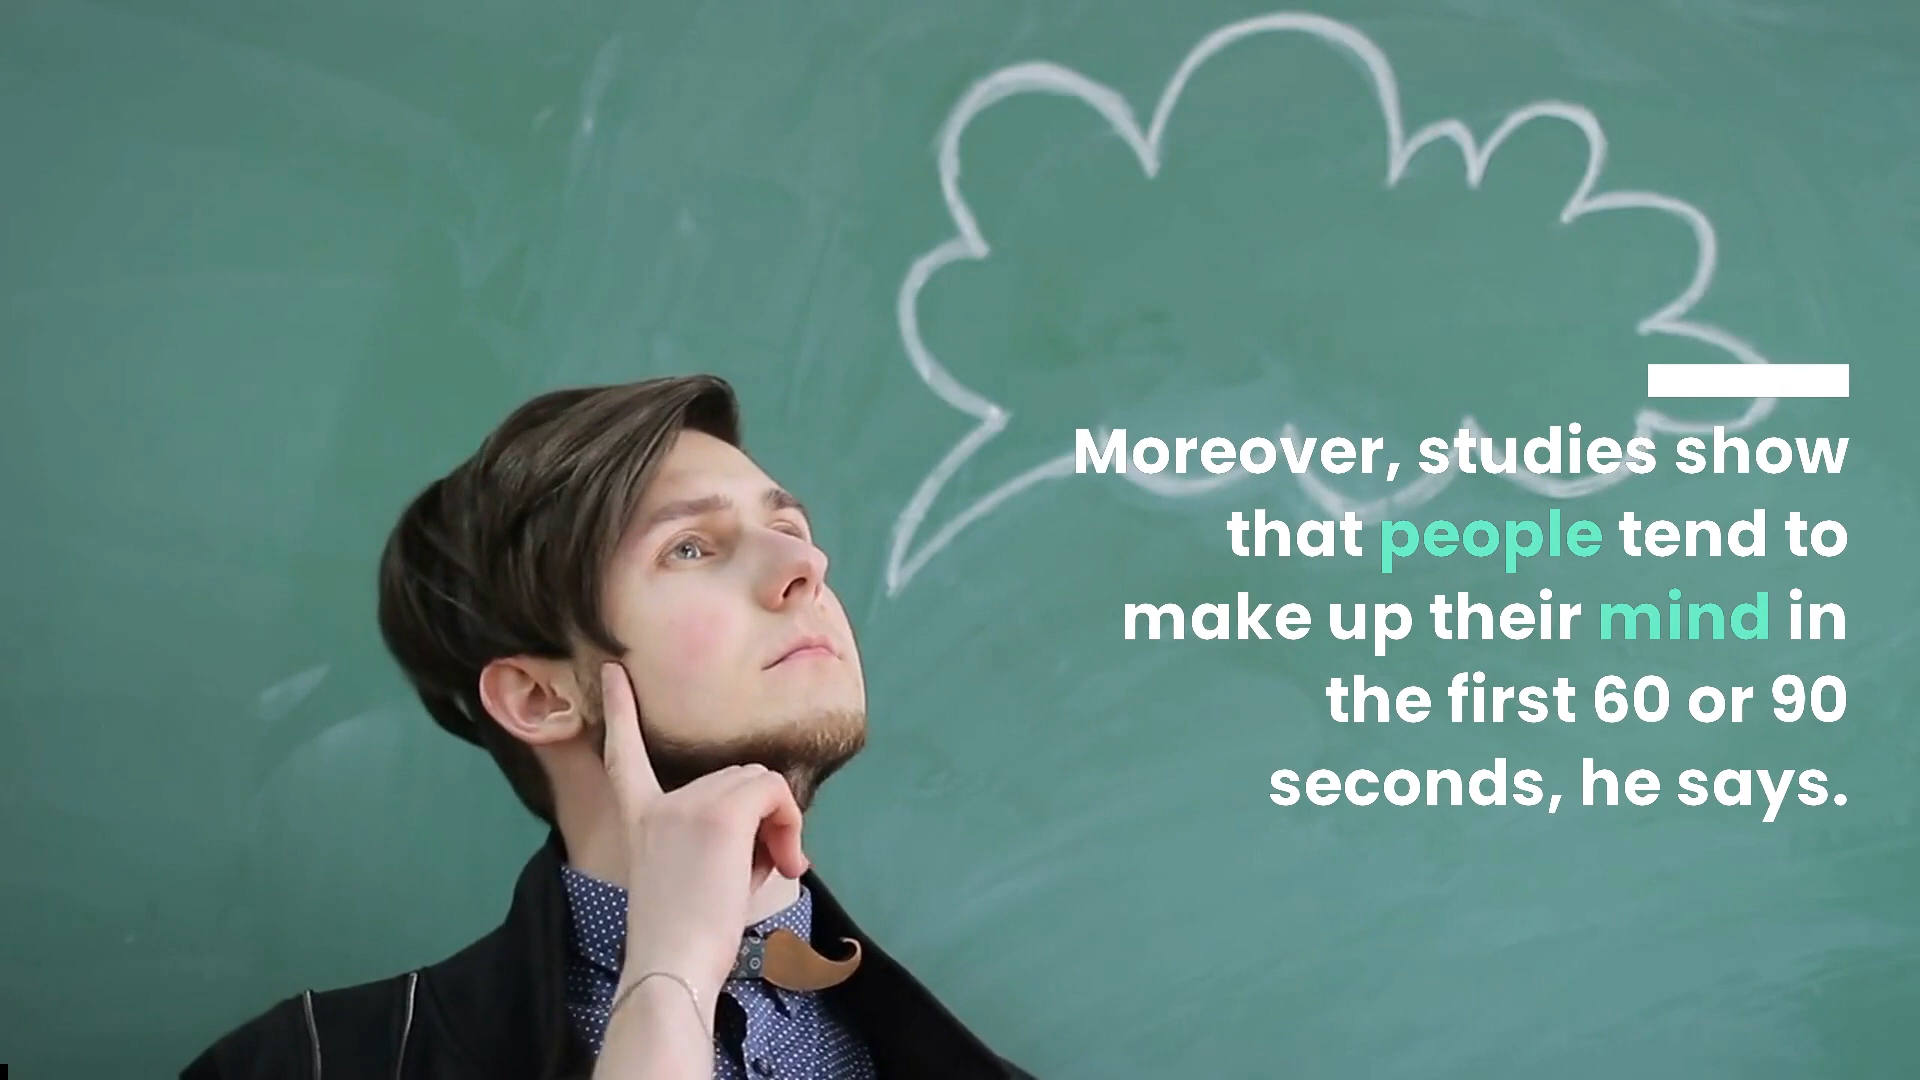 Moreover, studies show
that people tend to
make up their mind in
the first 60 or 90
seconds, he says.